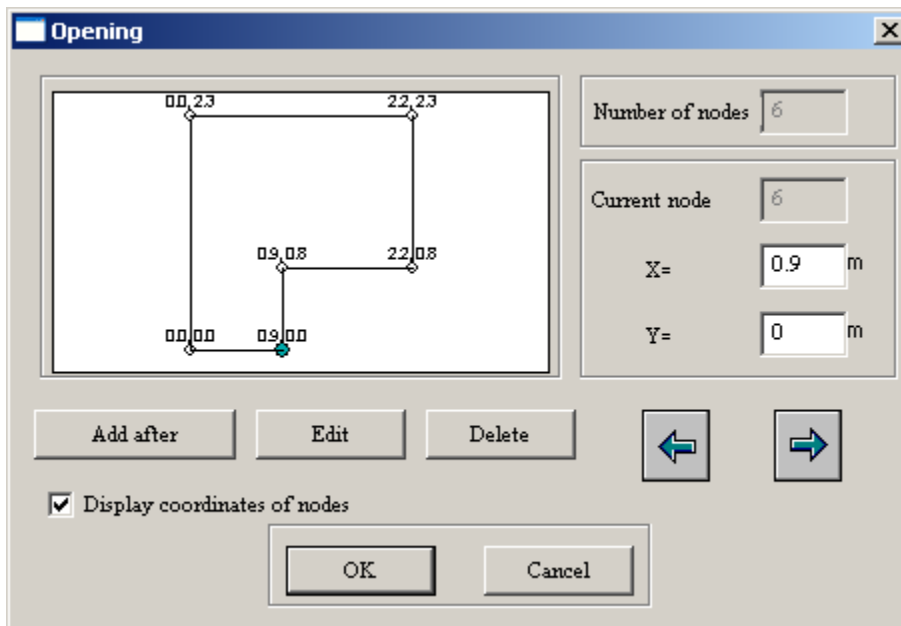 Opening
0.0, 2.3 2.2, 2.3
0.9, 0.8 2.2, 0.8
0.0, 0.0 0.9, 0.0
Number of nodes 6
Current node 6
X= 0.9 m
Y= 0 m
Add after Edit Delete
Display coordinates of nodes
OK Cancel